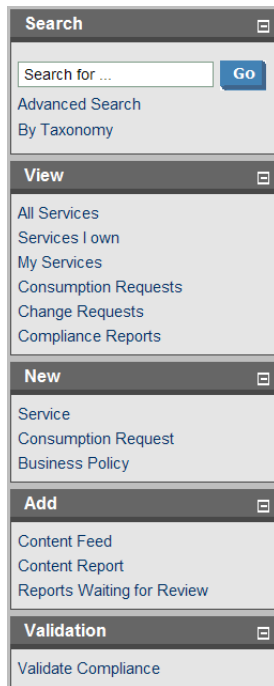 Search
Search for ... Go
Advanced Search
By Taxonomy
View
All Services
Services I own
My Services
Consumption Requests
Change Requests
Compliance Reports
New
Service
Consumption Request
Business Policy
Add
Content Feed
Content Report
Reports Waiting for Review
Validation
Validate Compliance